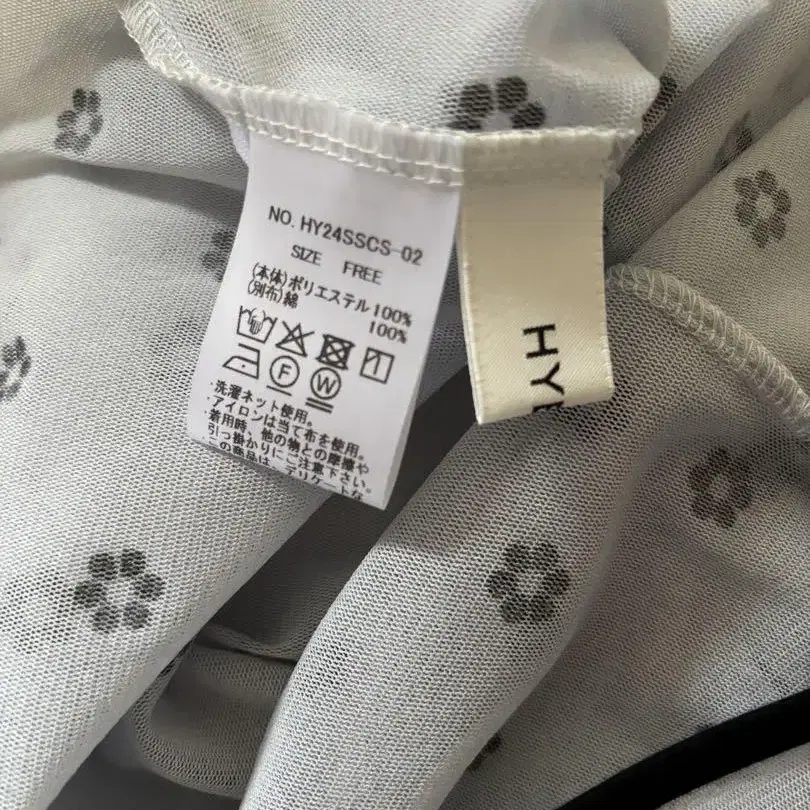 NO. HY24SSCS-02
SIZE FREE
(本体)ポリエステル100%
(別布)綿 100%
F W
・洗濯ネット使用。
・アイロンは当て布を使用。
・着用時、他の物との摩擦や
引っ掛かりにご注意下さい。
・この商品は、デリケートな
HY